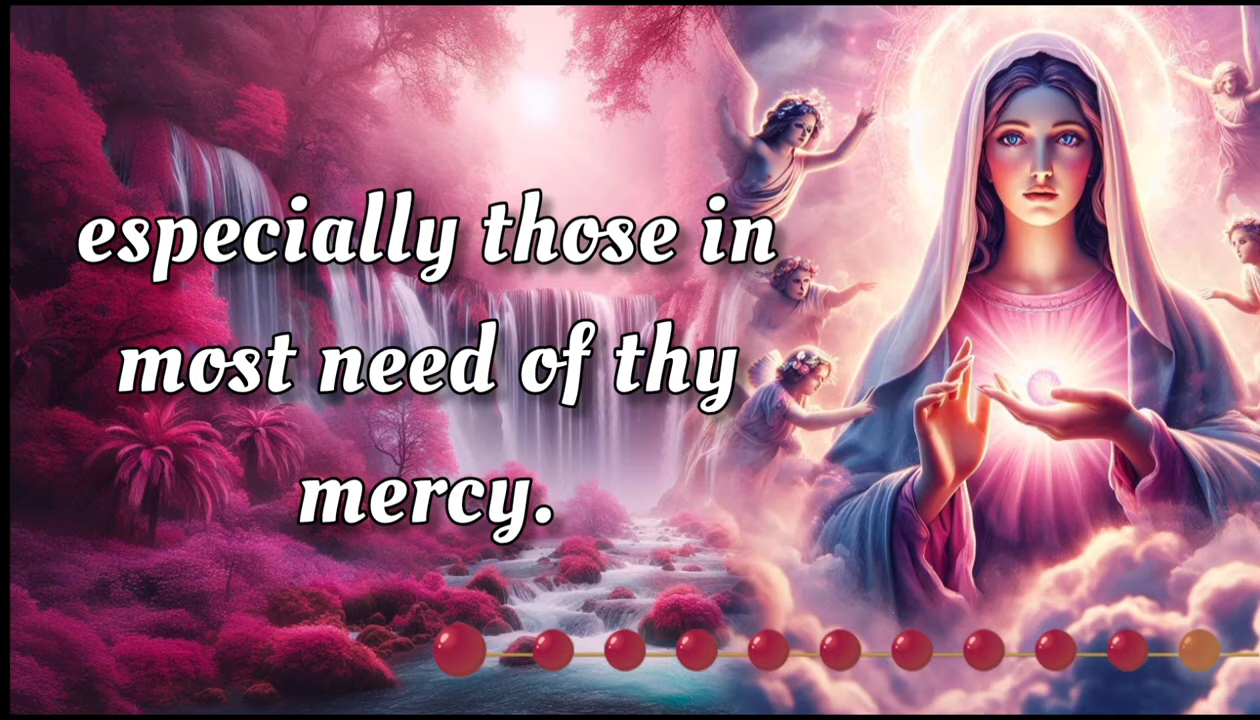 especially those in
most need of thy
mercy.